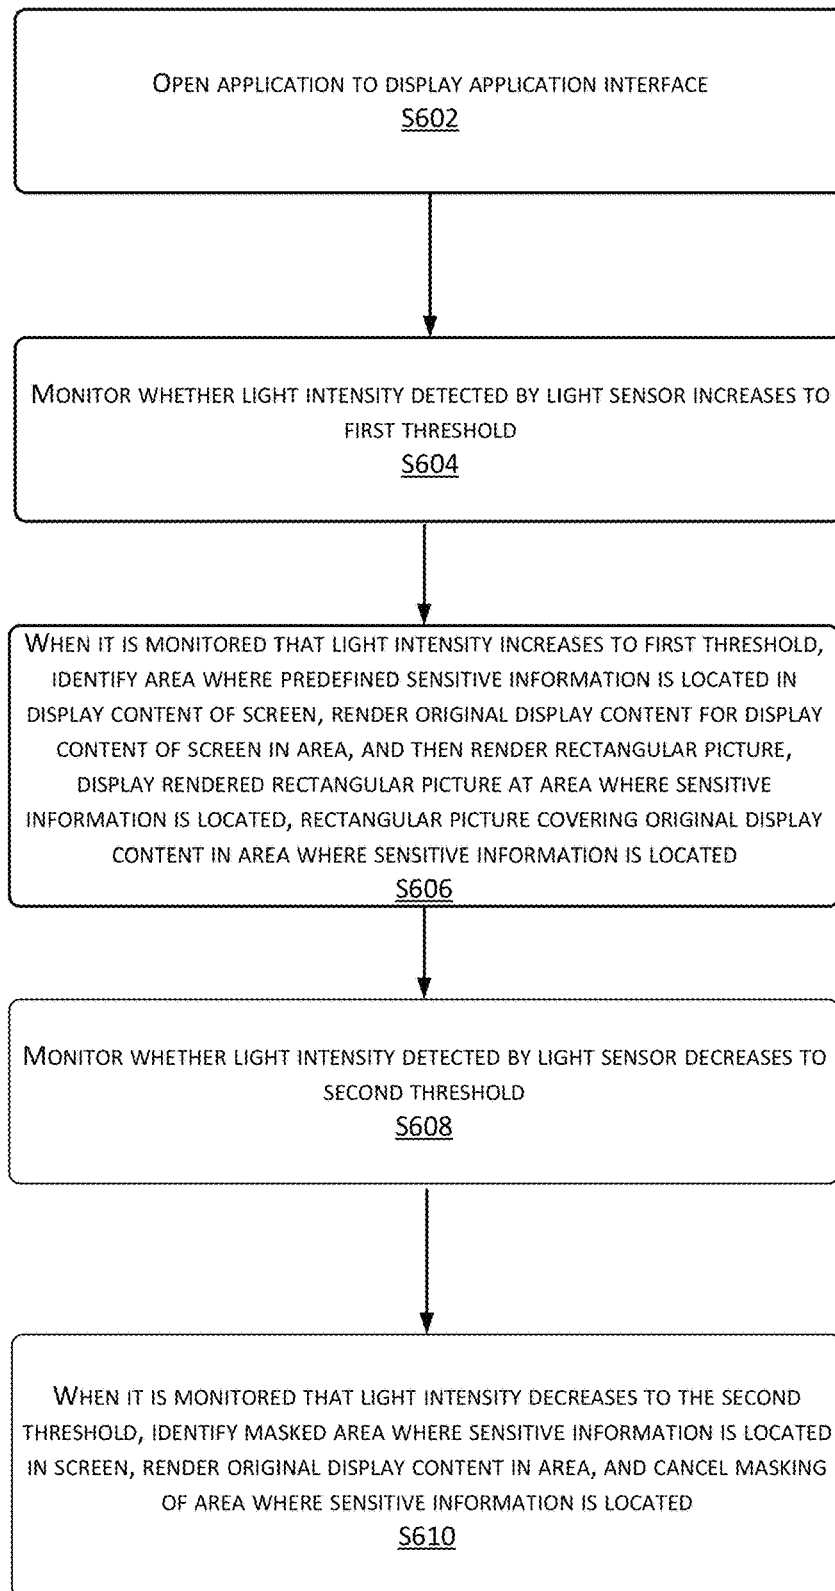 OPEN APPLICATION TO DISPLAY APPLICATION INTERFACE
S602
MONITOR WHETHER LIGHT INTENSITY DETECTED BY LIGHT SENSOR INCREASES TO
FIRST THRESHOLD
S604
WHEN IT IS MONITORED THAT LIGHT INTENSITY INCREASES TO FIRST THRESHOLD,
IDENTIFY AREA WHERE PREDEFINED SENSITIVE INFORMATION IS LOCATED IN
DISPLAY CONTENT OF SCREEN, RENDER ORIGINAL DISPLAY CONTENT FOR DISPLAY
CONTENT OF SCREEN IN AREA, AND THEN RENDER RECTANGULAR PICTURE,
DISPLAY RENDERED RECTANGULAR PICTURE AT AREA WHERE SENSITIVE
INFORMATION IS LOCATED, RECTANGULAR PICTURE COVERING ORIGINAL DISPLAY
CONTENT IN AREA WHERE SENSITIVE INFORMATION IS LOCATED
S606
MONITOR WHETHER LIGHT INTENSITY DETECTED BY LIGHT SENSOR DECREASES TO
SECOND THRESHOLD
S608
WHEN IT IS MONITORED THAT LIGHT INTENSITY DECREASES TO THE SECOND
THRESHOLD, IDENTIFY MASKED AREA WHERE SENSITIVE INFORMATION IS LOCATED
IN SCREEN, RENDER ORIGINAL DISPLAY CONTENT IN AREA, AND CANCEL MASKING
OF AREA WHERE SENSITIVE INFORMATION IS LOCATED
S610